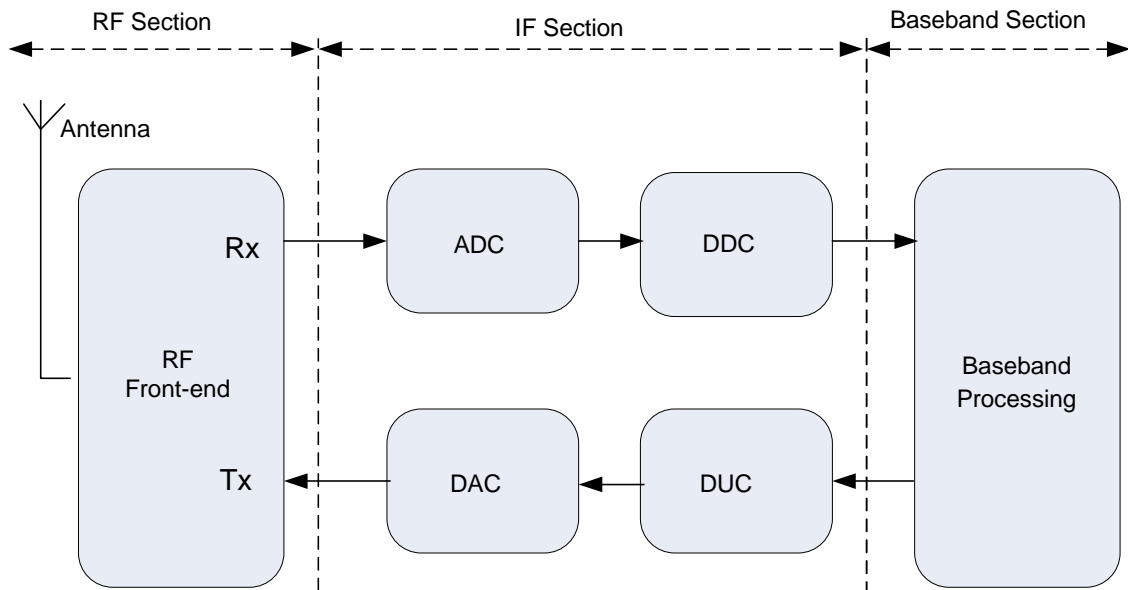 RF Section
IF Section
Baseband Section
Antenna
Rx
ADC
DDC
RF
Front-end
Baseband
Processing
Tx
DAC
DUC